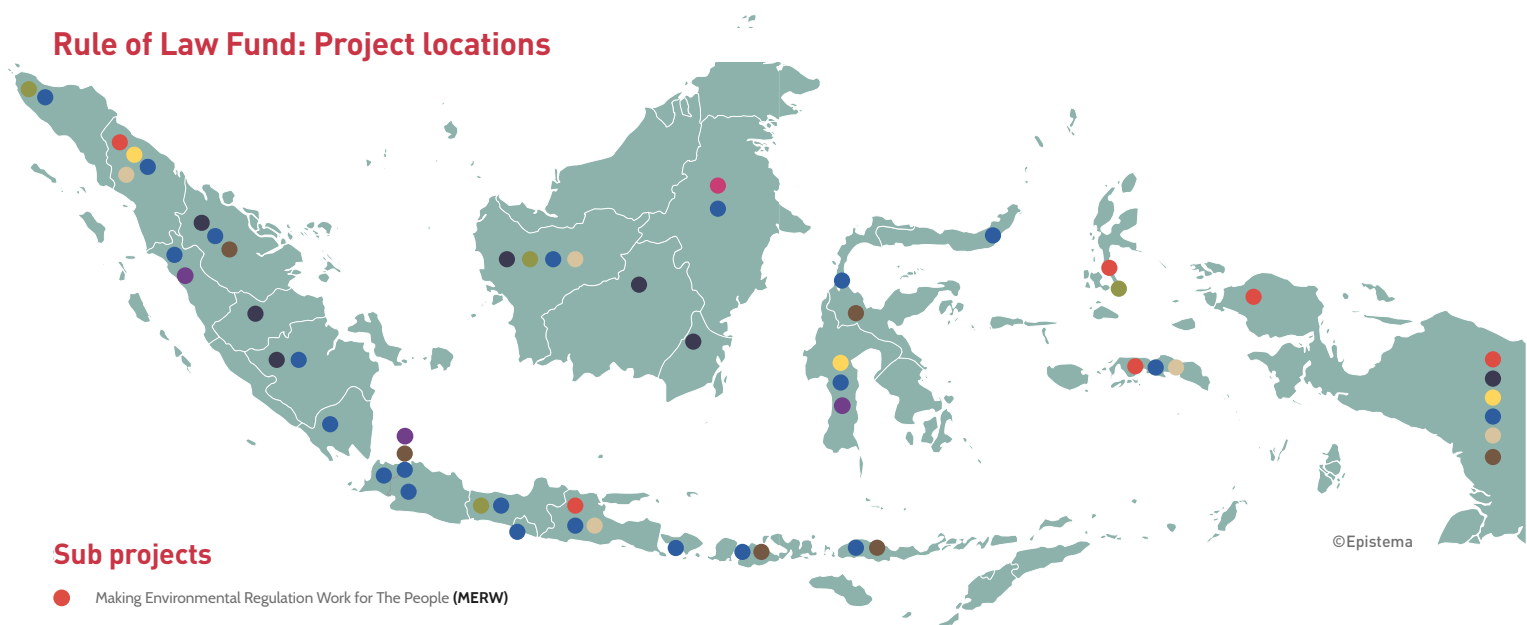 Rule of Law Fund: Project locations
©Epistema
Sub projects
Making Environmental Regulation Work for The People (MERW)